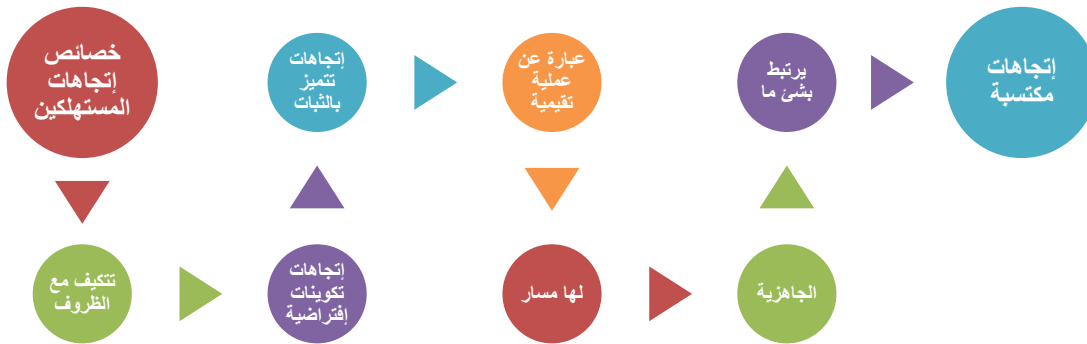 خصائص
إتجاهات
المستهلكين
تتكيف مع
الظروف
إتجاهات
تكوينات
إفتراضية
إتجاهات
تتميز
بالثبات
عبارة عن
عملية
تقيمية
لها مسار
الجاهزية
يرتبط
بشئ ما
إتجاهات
مكتسبة